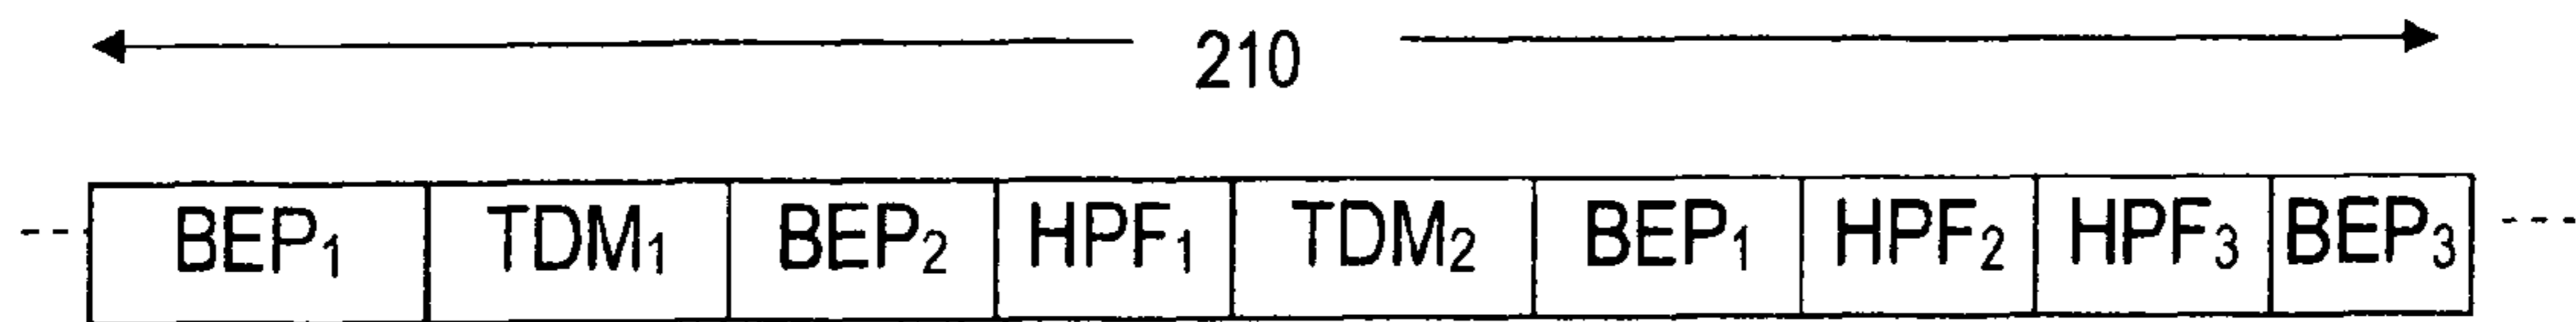 210
BEP₁ TDM₁ BEP₂ HPF₁ TDM₂ BEP₁ HPF₂ HPF₃ BEP₃